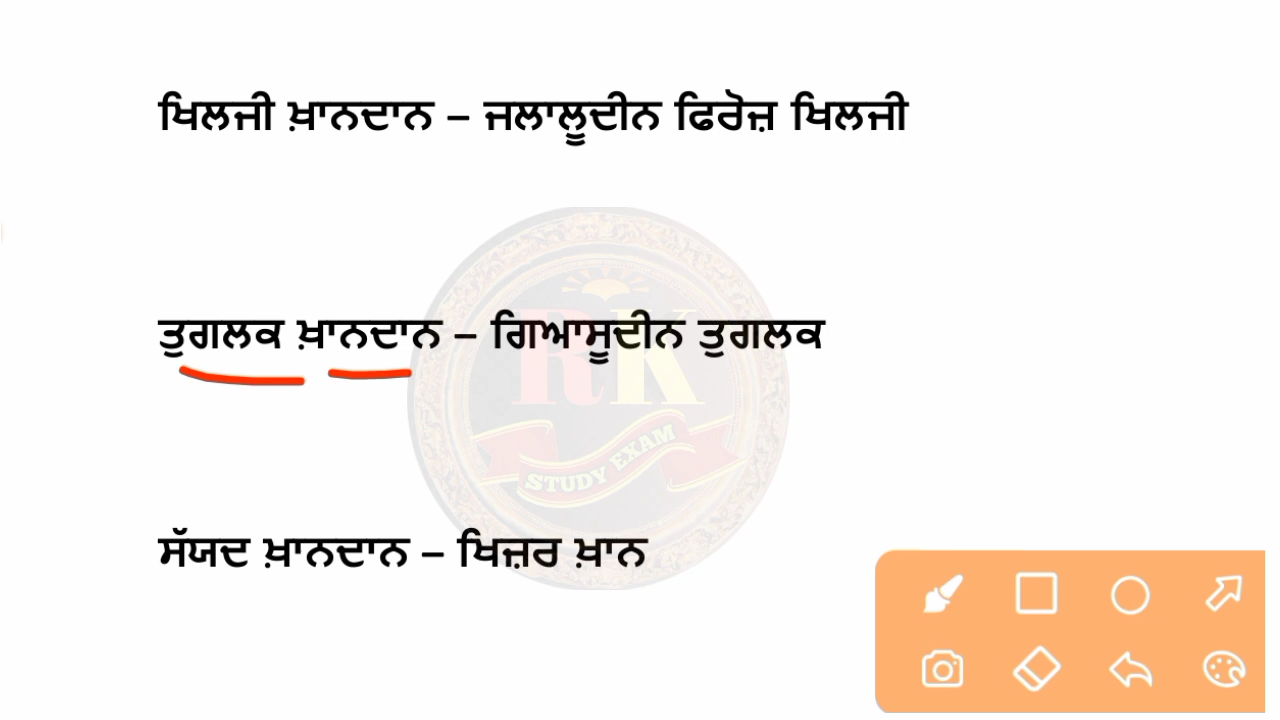 ਖਿਲਜੀ ਖ਼ਾਨਦਾਨ – ਜਲਾਲੂਦੀਨ ਫਿਰੋਜ਼ ਖਿਲਜੀ
ਤੁਗਲਕ ਖ਼ਾਨਦਾਨ – ਗਿਆਸੂਦੀਨ ਤੁਗਲਕ
RK
STUDY EXAM
ਸੱਯਦ ਖ਼ਾਨਦਾਨ – ਖਿਜ਼ਰ ਖ਼ਾਨ